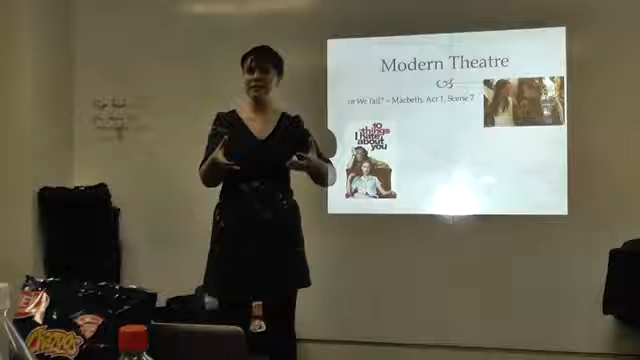 Modern Theatre
or We Fail? – Macbeth, Act 1, Scene 7
10
things
I hate
about
you